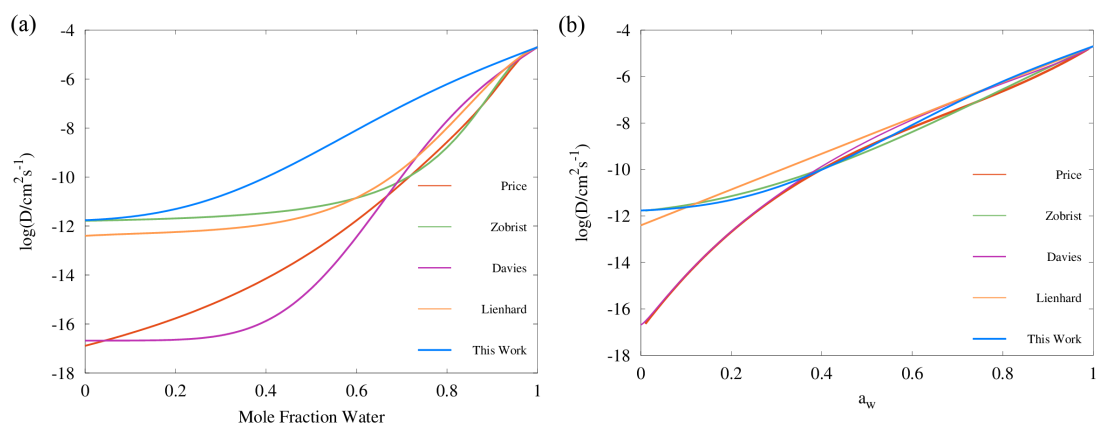 (a)
-4
-6
-8
-10
-12
-14
-16
-18
log(D/cm²s⁻¹)
0
0.2
0.4
0.6
0.8
1
Mole Fraction Water
Price
Zobrist
Davies
Lienhard
This Work
(b)
-4
-6
-8
-10
-12
-14
-16
-18
log(D/cm²s⁻¹)
0
0.2
0.4
0.6
0.8
1
a_w
Price
Zobrist
Davies
Lienhard
This Work